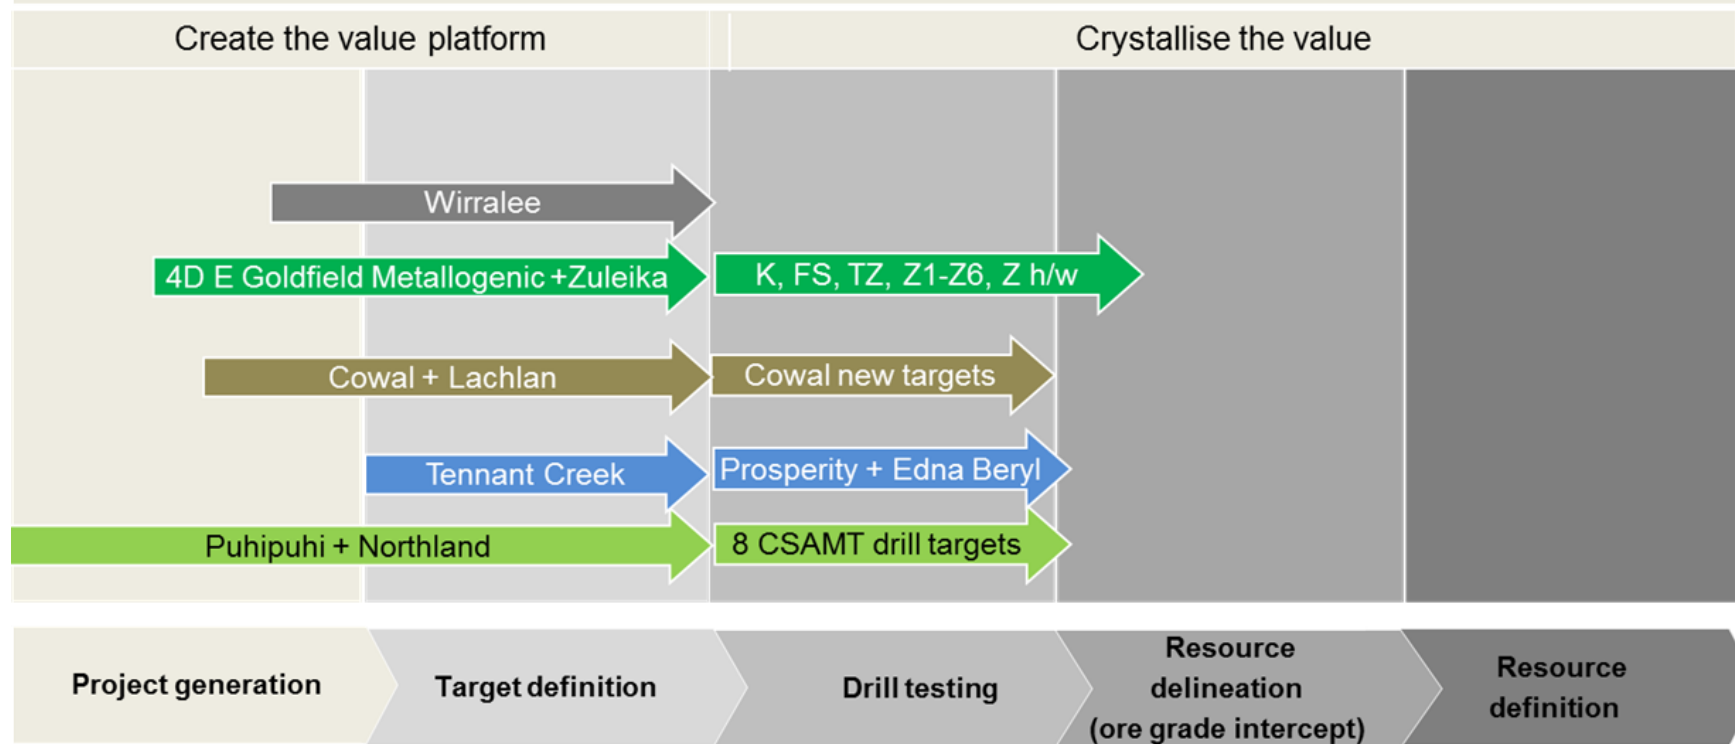 Create the value platform
Crystallise the value
Wirralee
4D E Goldfield Metallogenic +Zuleika
K, FS, TZ, Z1-Z6, Z h/w
Cowal + Lachlan
Cowal new targets
Tennant Creek
Prosperity + Edna Beryl
Puhipuhi + Northland
8 CSAMT drill targets
Project generation
Target definition
Drill testing
Resource
delineation
(ore grade intercept)
Resource
definition